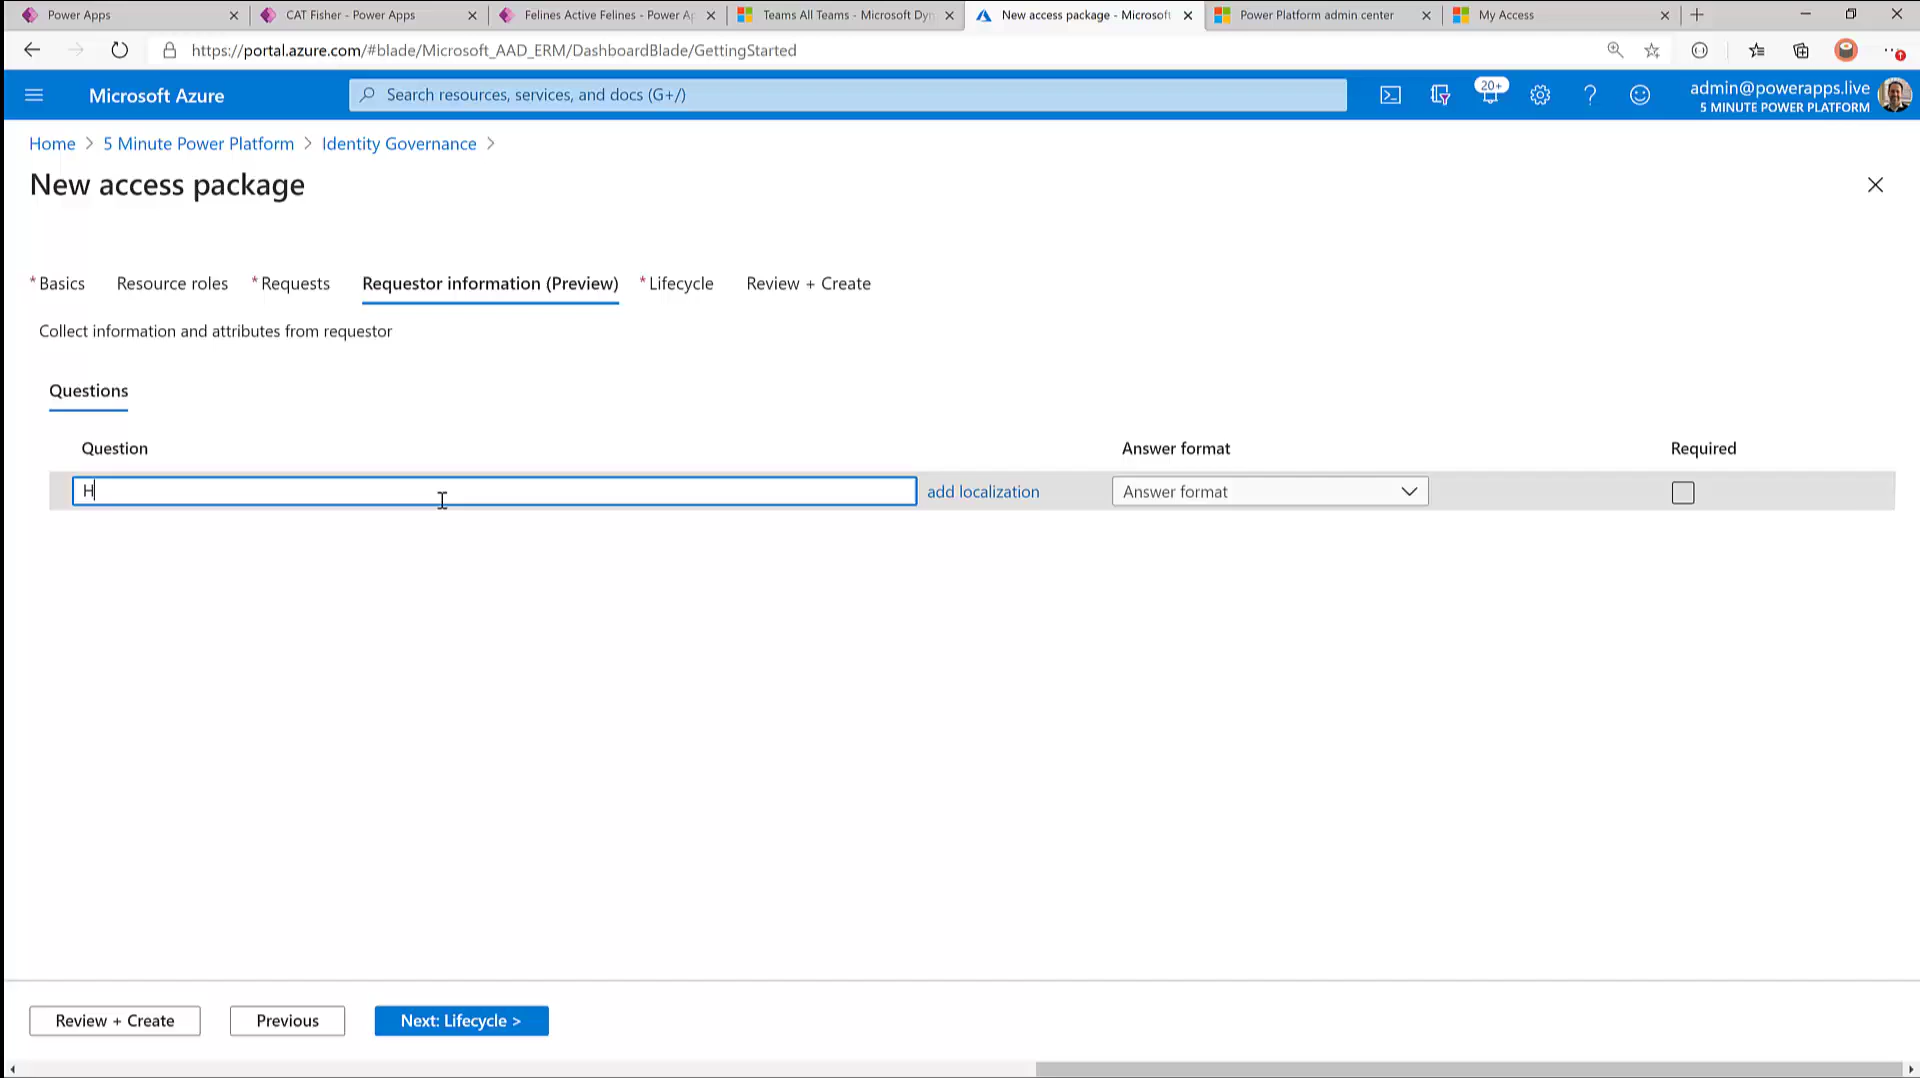 Power Apps
CAT Fisher - Power Apps
Felines Active Felines - Power Ap
Teams All Teams - Microsoft Dyn
New access package - Microsoft
Power Platform admin center
My Access
https://portal.azure.com/#blade/Microsoft_AAD_ERM/DashboardBlade/GettingStarted
Microsoft Azure
Search resources, services, and docs (G+/)
20+
admin@powerapps.live
5 MINUTE POWER PLATFORM
Home > 5 Minute Power Platform > Identity Governance >
New access package
* Basics
Resource roles
* Requests
Requestor information (Preview)
* Lifecycle
Review + Create
Collect information and attributes from requestor
Questions
Question
Answer format
Required
H
add localization
Answer format
Review + Create
Previous
Next: Lifecycle >